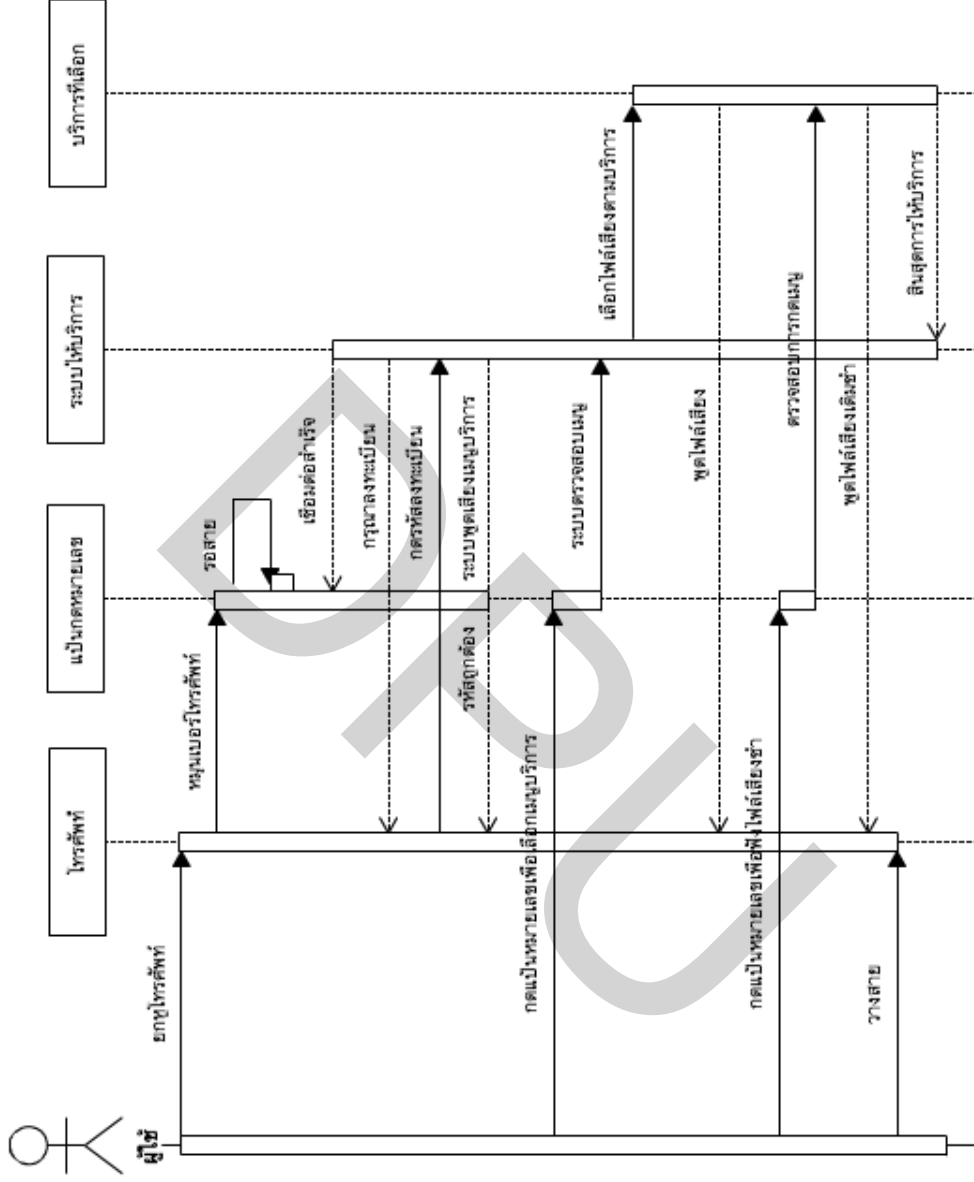 ผู้ใช้
โทรศัพท์
แป้นกดหมายเลข
ระบบให้บริการ
บริการที่เลือก
ยกหูโทรศัพท์
หมุนเบอร์โทรศัพท์
รอสาย
เชื่อมต่อสำเร็จ
กรุณาลงทะเบียน
กดรหัสลงทะเบียน
รหัสถูกต้อง
ระบบพูดเสียงเมนูบริการ
กดแป้นหมายเลขเพื่อเลือกเมนูบริการ
ระบบตรวจสอบเมนู
เลือกไฟล์เสียงตามบริการ
พูดไฟล์เสียง
กดแป้นหมายเลขเพื่อฟังไฟล์เสียงซ้ำ
ตรวจสอบการกดเมนู
พูดไฟล์เสียงเดิมซ้ำ
วางสาย
สิ้นสุดการให้บริการ
DPU